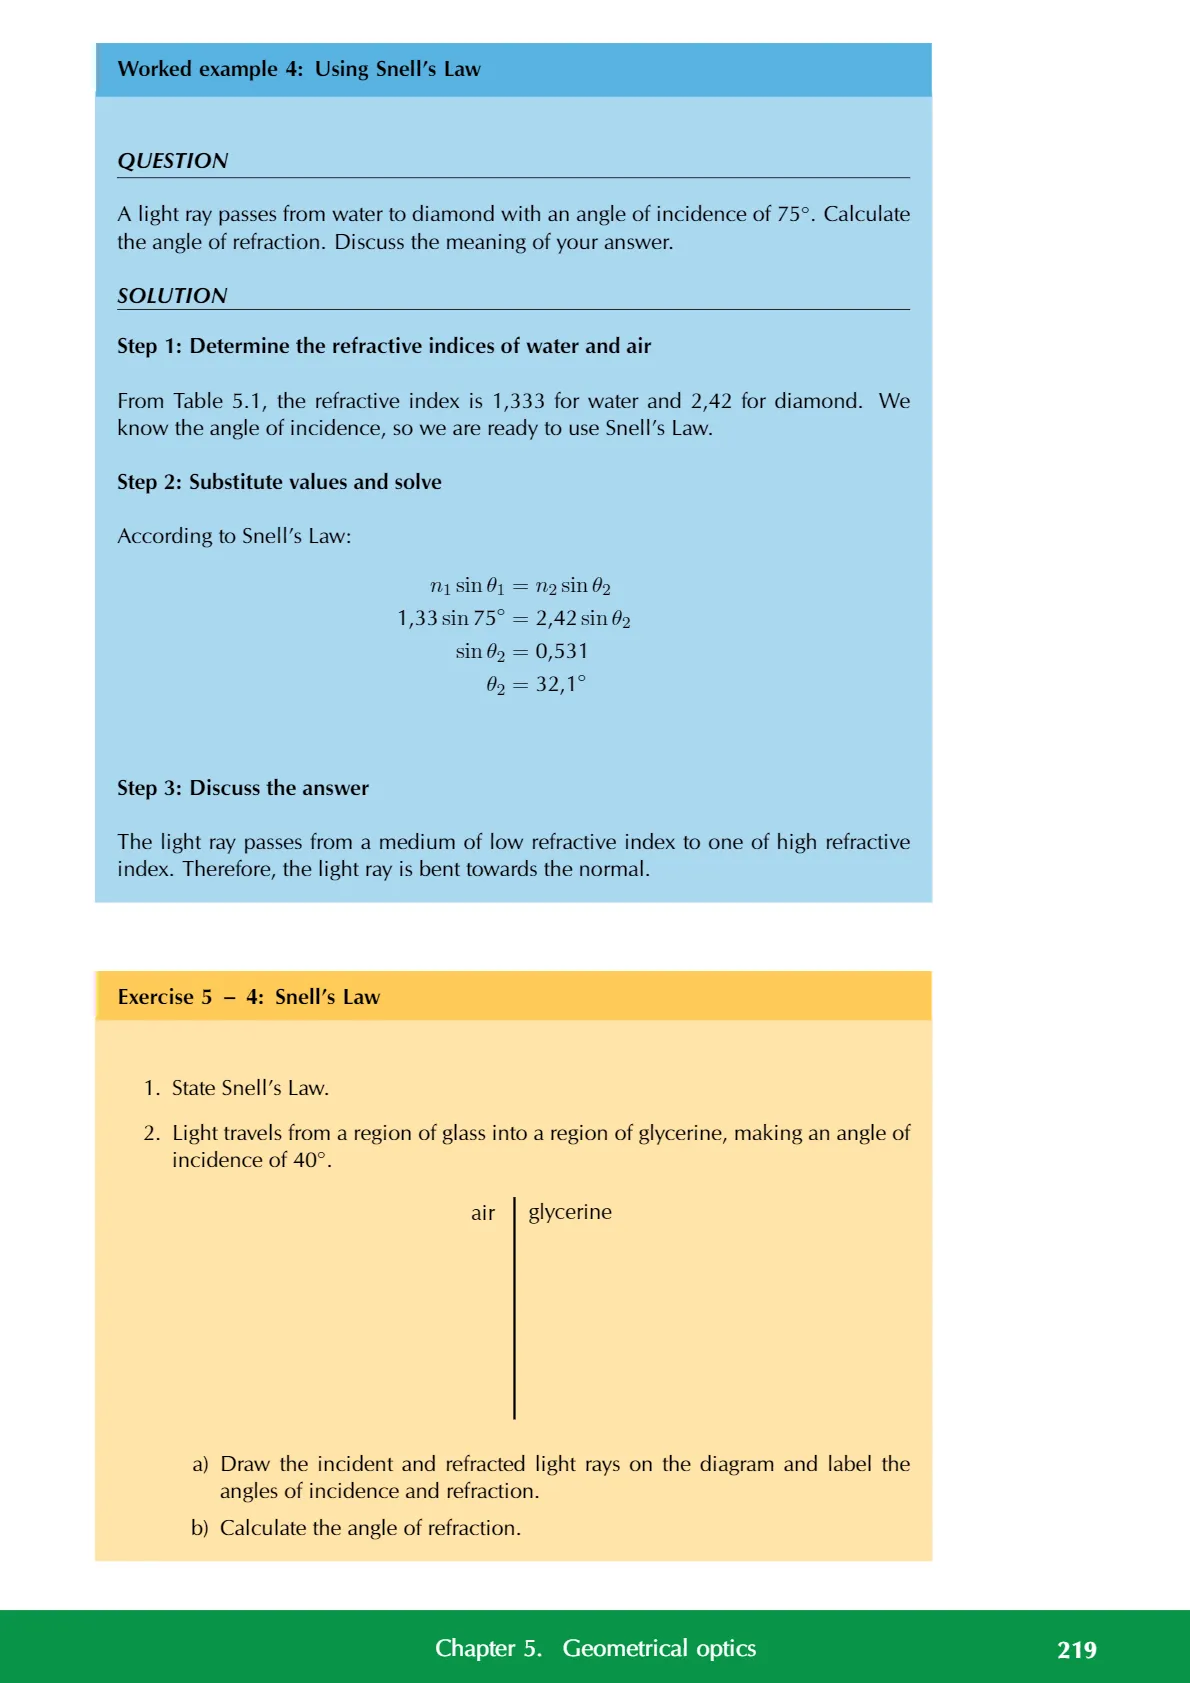 Worked example 4: Using Snell's Law
QUESTION
A light ray passes from water to diamond with an angle of incidence of 75°. Calculate
the angle of refraction. Discuss the meaning of your answer.
SOLUTION
Step 1: Determine the refractive indices of water and air
From Table 5.1, the refractive index is 1,333 for water and 2,42 for diamond. We
know the angle of incidence, so we are ready to use Snell's Law.
Step 2: Substitute values and solve
According to Snell's Law:
n₁ sin θ₁ = n₂ sin θ₂
1,33 sin 75° = 2,42 sin θ₂
sin θ₂ = 0,531
θ₂ = 32,1°
Step 3: Discuss the answer
The light ray passes from a medium of low refractive index to one of high refractive
index. Therefore, the light ray is bent towards the normal.
Exercise 5 – 4: Snell's Law
1. State Snell's Law.
2. Light travels from a region of glass into a region of glycerine, making an angle of
incidence of 40°.
air glycerine
a) Draw the incident and refracted light rays on the diagram and label the
angles of incidence and refraction.
b) Calculate the angle of refraction.
Chapter 5. Geometrical optics 219